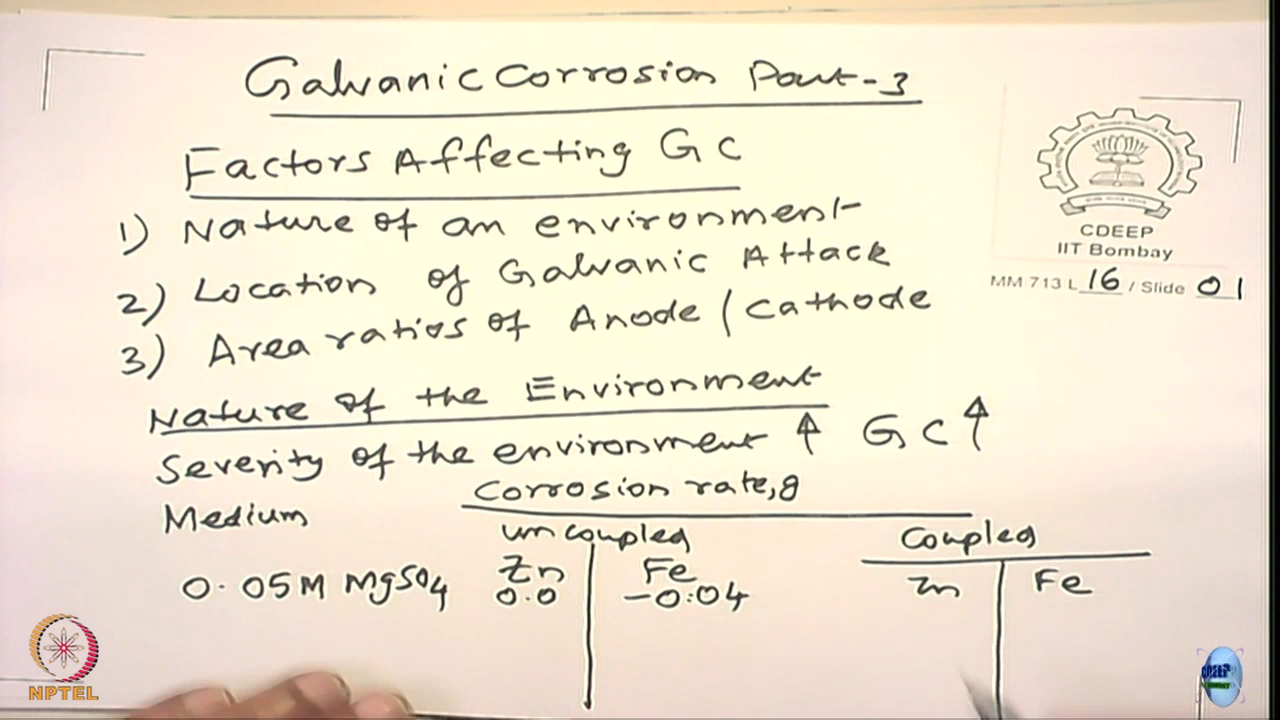 Galvanic Corrosion Part-3
Factors Affecting GC
1) Nature of an environment
2) Location of Galvanic Attack
3) Area ratios of Anode / Cathode
Nature of the Environment
Severity of the environment ↑ GC ↑
Corrosion rate, g
Medium
uncoupled
Coupled
Zn Fe
Zn Fe
0.05M MgSO4 0.0 -0.04
CDEEP
IIT Bombay
MM 713 L 16 / Slide 01
NPTEL
CDEEP